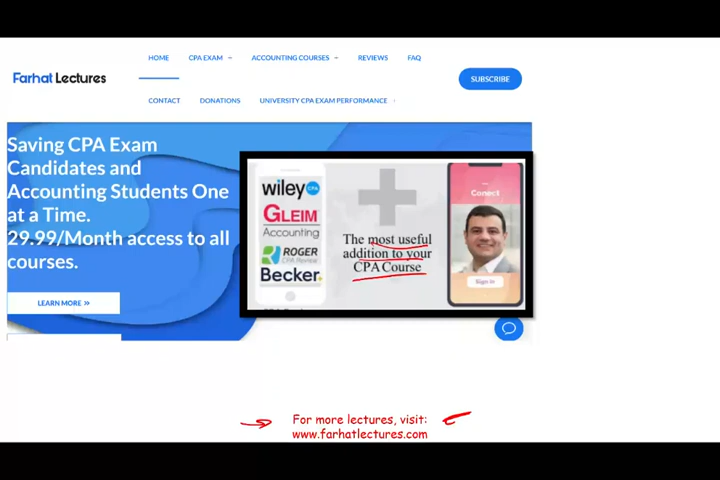 HOME
CPA EXAM
ACCOUNTING COURSES
REVIEWS
FAQ
Farhat Lectures
SUBSCRIBE
CONTACT
DONATIONS
UNIVERSITY CPA EXAM PERFORMANCE
Saving CPA Exam
Candidates and
Accounting Students One
at a Time.
29.99/Month access to all
courses.
LEARN MORE »
wiley CPA
GLEIM
Accounting
ROGER
CPA Review
Becker.
The most useful
addition to your
CPA Course
Conect
Sign in
For more lectures, visit:
www.farhatlectures.com